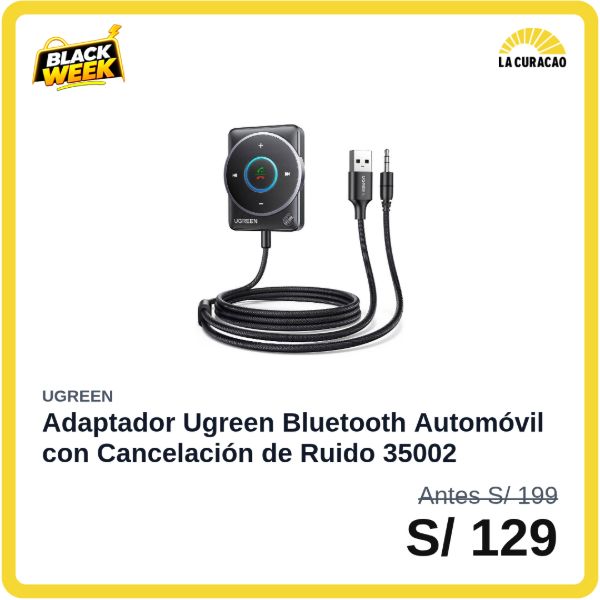 BLACK
WEEK
LA CURACAO
UGREEN
UGREEN
Adaptador Ugreen Bluetooth Automóvil
con Cancelación de Ruido 35002
Antes S/ 199
S/ 129